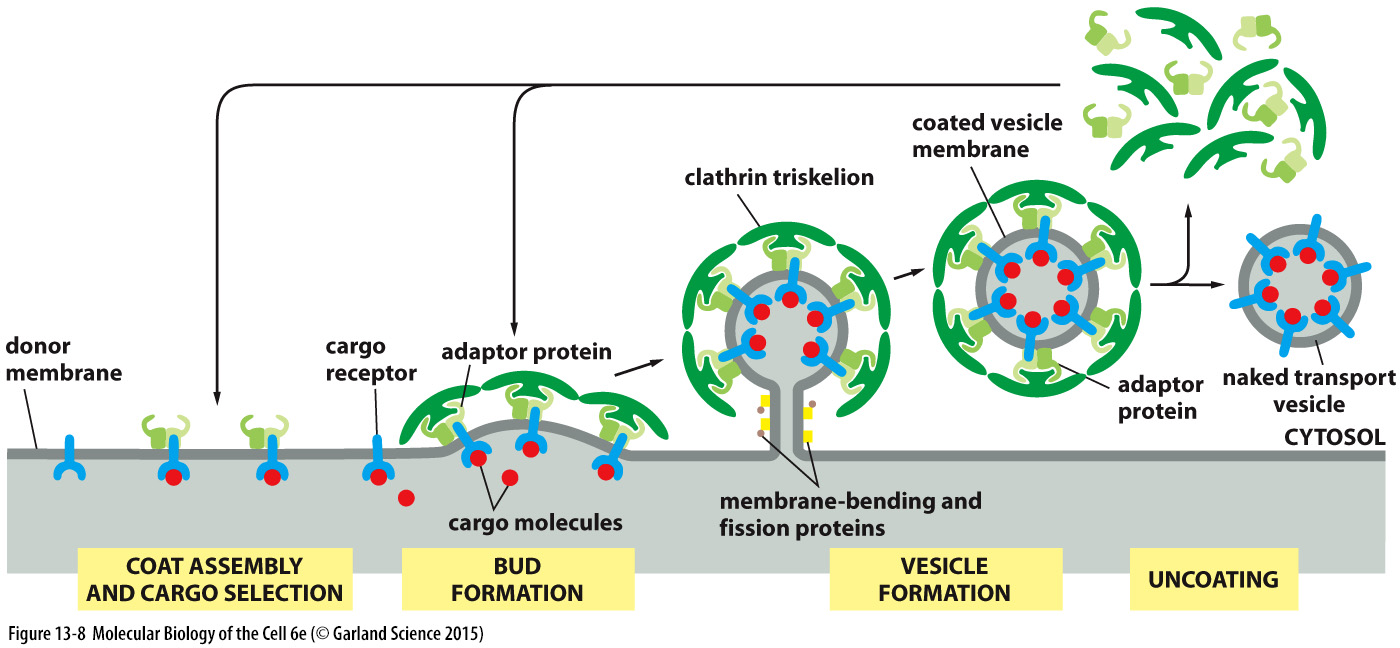 coated vesicle
membrane
clathrin triskelion
donor
membrane
cargo
receptor
adaptor protein
adaptor
protein
naked transport
vesicle
CYTOSOL
cargo molecules
membrane-bending and
fission proteins
COAT ASSEMBLY
AND CARGO SELECTION
BUD
FORMATION
VESICLE
FORMATION
UNCOATING
Figure 13-8 Molecular Biology of the Cell 6e (© Garland Science 2015)